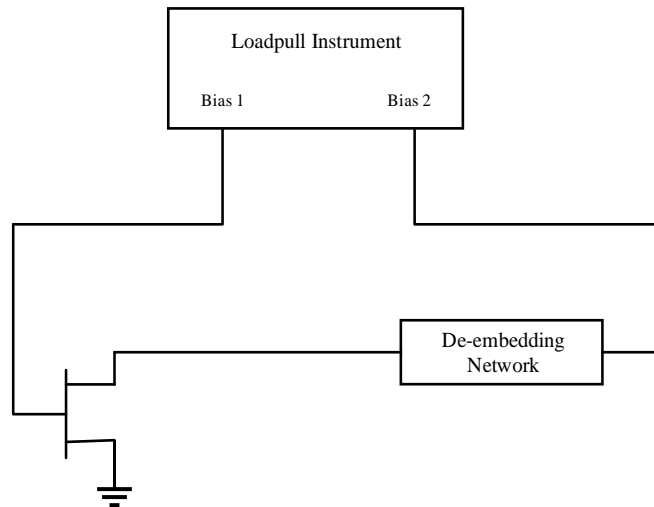 Loadpull Instrument
Bias 1
Bias 2
De-embedding
Network